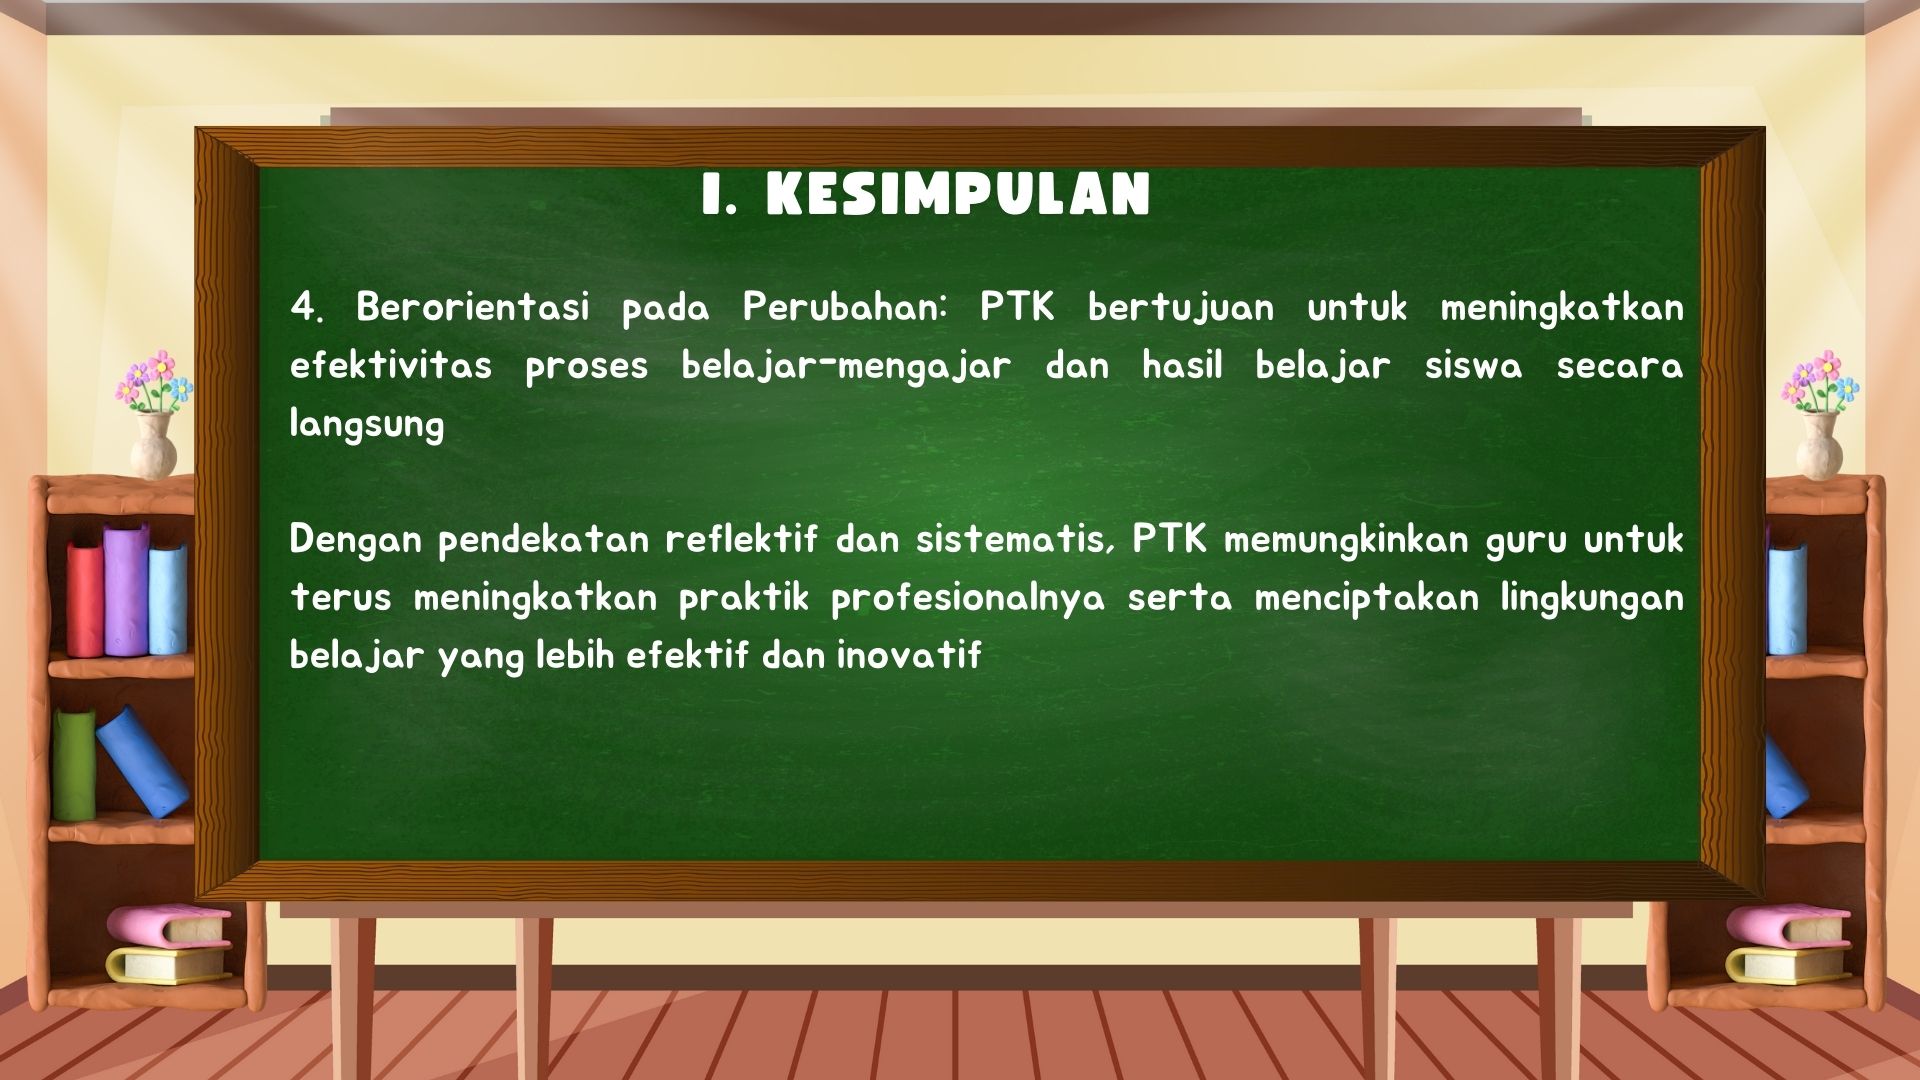 I. KESIMPULAN
4. Berorientasi pada Perubahan: PTK bertujuan untuk meningkatkan
efektivitas proses belajar-mengajar dan hasil belajar siswa secara
langsung
Dengan pendekatan reflektif dan sistematis, PTK memungkinkan guru untuk
terus meningkatkan praktik profesionalnya serta menciptakan lingkungan
belajar yang lebih efektif dan inovatif